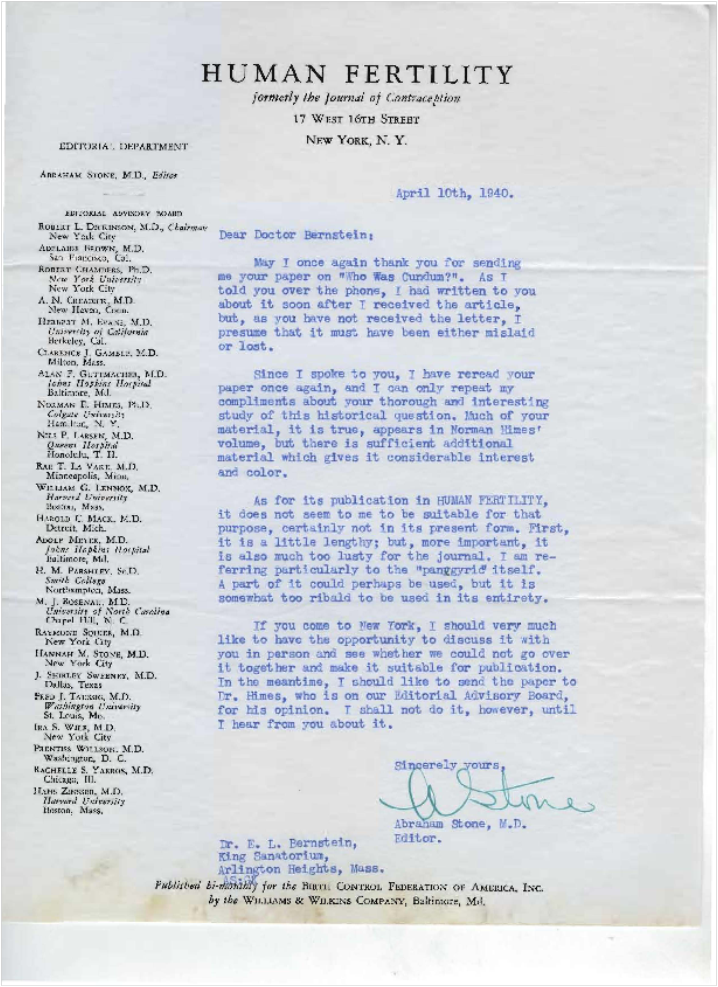 HUMAN FERTILITY
formerly the Journal of Contraception
17 WEST 16TH STREET
NEW YORK, N. Y.
EDITORIAL DEPARTMENT
ABRAHAM STONE, M.D., Editor
EDITORIAL ADVISORY BOARD
ROBERT L. DICKINSON, M.D., Chairman
New York City
ADELAIDE BROWN, M.D.
San Francisco, Cal.
ROBERT CHAMBERS, Ph.D.
New York University
New York City
A. N. CREADICK, M.D.
New Haven, Conn.
HERBERT M. EVANS, M.D.
University of California
Berkeley, Cal.
CLARENCE J. GAMBLE, M.D.
Milton, Mass.
ALAN F. GUTTMACHER, M.D.
Johns Hopkins Hospital
Baltimore, Md.
NORMAN E. HIMES, Ph.D.
Colgate University
Hamilton, N. Y.
NILS P. LARSEN, M.D.
Queens Hospital
Honolulu, T. H.
RAE T. LA VAKE, M.D.
Minneapolis, Minn.
WILLIAM G. LENNOX, M.D.
Harvard University
Boston, Mass.
HAROLD C. MACK, M.D.
Detroit, Mich.
ADOLF MEYER, M.D.
Johns Hopkins Hospital
Baltimore, Md.
H. M. PARSHLEY, Sc.D.
Smith College
Northampton, Mass.
M. J. ROSENAU, M.D.
University of North Carolina
Chapel Hill, N. C.
RAYMOND SQUIER, M.D.
New York City
HANNAH M. STONE, M.D.
New York City
J. SHIRLEY SWEENEY, M.D.
Dallas, Texas
FRED J. TAUSSIG, M.D.
Washington University
St. Louis, Mo.
IRA S. WILE, M.D.
New York City
PRENTISS WILLSON, M.D.
Washington, D. C.
RACHELLE S. YARROS, M.D.
Chicago, Ill.
HANS ZINSSER, M.D.
Harvard University
Boston, Mass.
April 10th, 1940.
Dear Doctor Bernstein:
May I once again thank you for sending
me your paper on "Who Was Cundum?". As I
told you over the phone, I had written to you
about it soon after I received the article,
but, as you have not received the letter, I
presume that it must have been either mislaid
or lost.
Since I spoke to you, I have reread your
paper once again, and I can only repeat my
compliments about your thorough and interesting
study of this historical question. Much of your
material, it is true, appears in Norman Himes'
volume, but there is sufficient additional
material which gives it considerable interest
and color.
As for its publication in HUMAN FERTILITY,
it does not seem to me to be suitable for that
purpose, certainly not in its present form. First,
it is a little lengthy; but, more important, it
is also much too lusty for the journal. I am re-
ferring particularly to the "panggyrid" itself.
A part of it could perhaps be used, but it is
somewhat too ribald to be used in its entirety.
If you come to New York, I should very much
like to have the opportunity to discuss it with
you in person and see whether we could not go over
it together and make it suitable for publication.
In the meantime, I should like to send the paper to
Dr. Himes, who is on our Editorial Advisory Board,
for his opinion. I shall not do it, however, until
I hear from you about it.
Sincerely yours,
A Stone
Abraham Stone, M.D.
Editor.
Dr. E. L. Bernstein,
King Sanatorium,
Arlington Heights, Mass.
Published bi-monthly for the BIRTH CONTROL FEDERATION OF AMERICA, INC.
by the WILLIAMS & WILKINS COMPANY, Baltimore, Md.